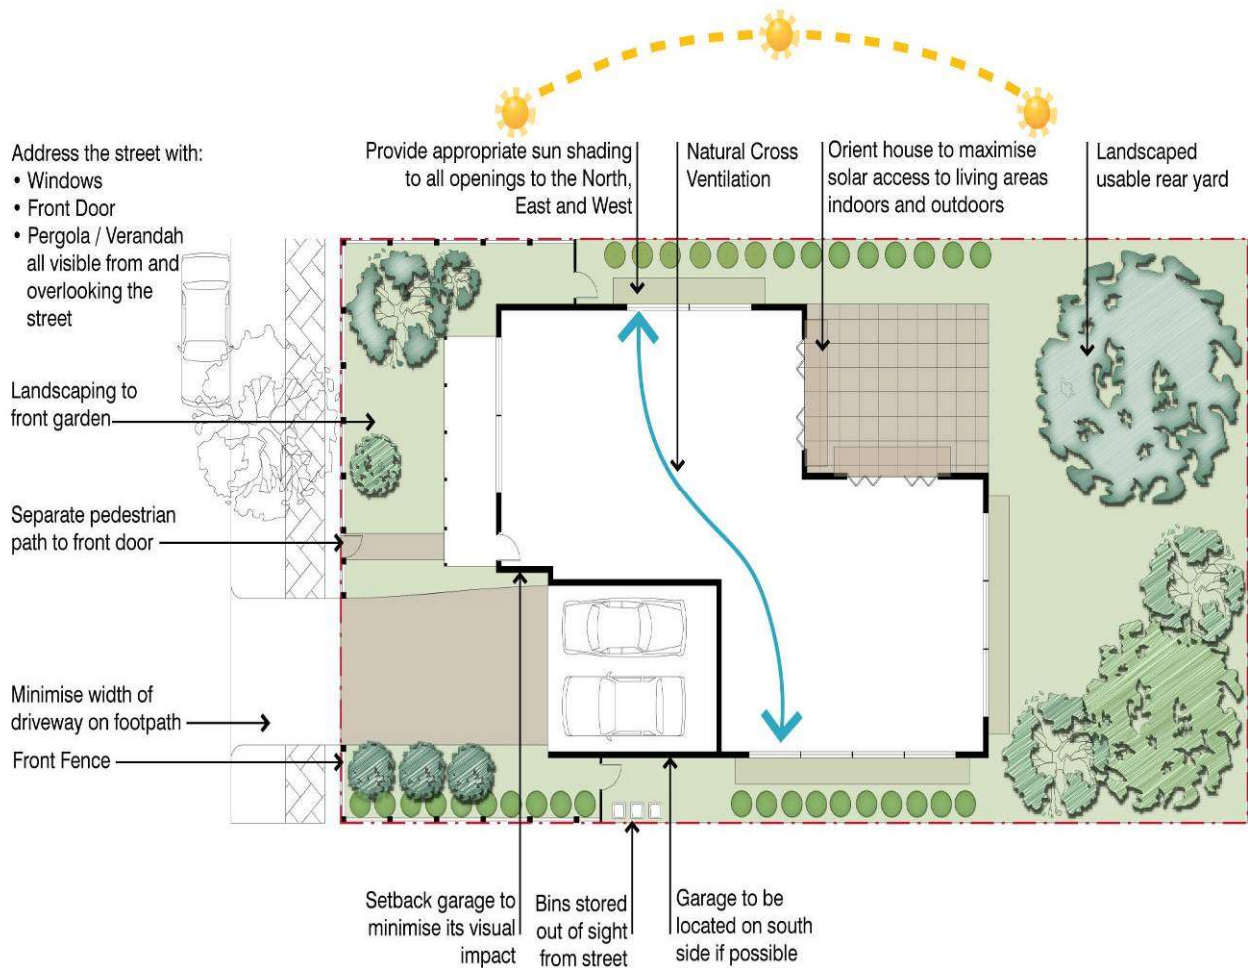 Address the street with:
• Windows
• Front Door
• Pergola / Verandah
all visible from and
overlooking the
street
Provide appropriate sun shading
to all openings to the North,
East and West
Natural Cross
Ventilation
Orient house to maximise
solar access to living areas
indoors and outdoors
Landscaped
usable rear yard
Landscaping to
front garden
Separate pedestrian
path to front door
Minimise width of
driveway on footpath
Front Fence
Setback garage to
minimise its visual
impact
Bins stored
out of sight
from street
Garage to be
located on south
side if possible